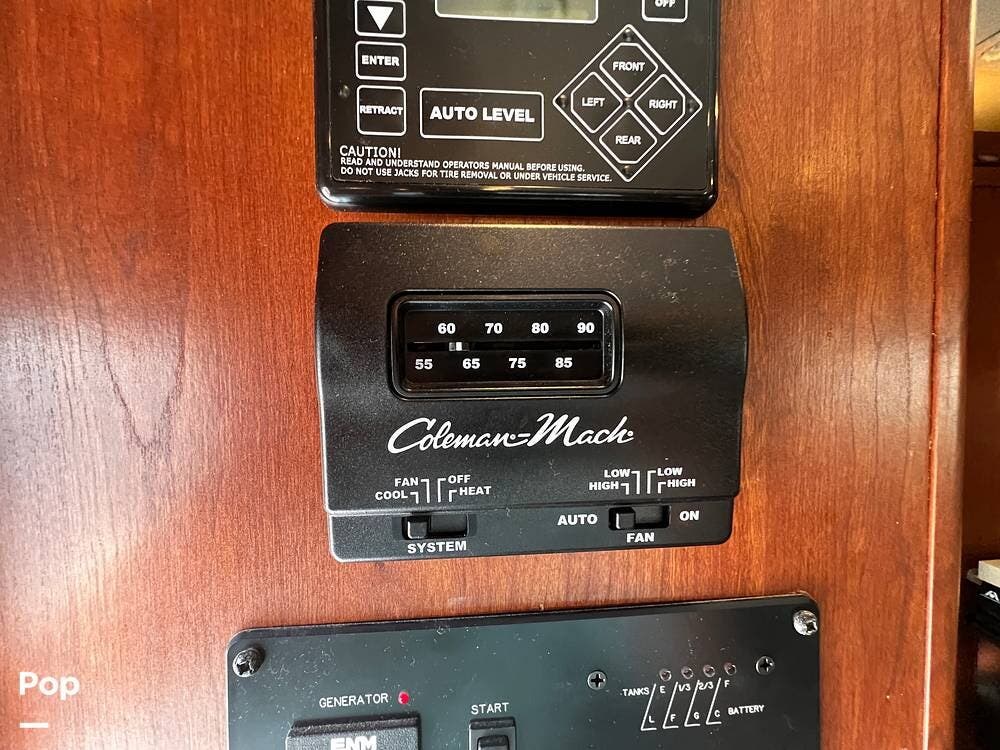 OFF
ENTER
FRONT
LEFT RIGHT
RETRACT AUTO LEVEL
REAR
CAUTION!
READ AND UNDERSTAND OPERATORS MANUAL BEFORE USING.
DO NOT USE JACKS FOR TIRE REMOVAL OR UNDER VEHICLE SERVICE.
60 70 80 90
55 65 75 85
Coleman-Mach
FAN OFF
COOL HEAT
LOW LOW
HIGH HIGH
SYSTEM
AUTO ON
FAN
Pop
GENERATOR
START
ENM
TANKS E 1/3 2/3 F
L F G C BATTERY